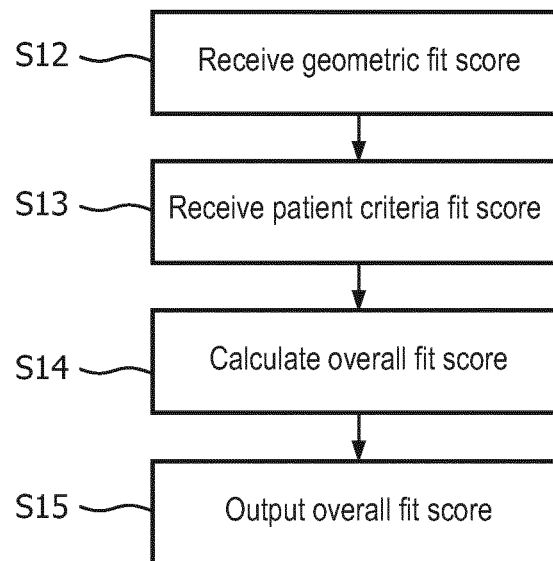 S12
Receive geometric fit score
S13
Receive patient criteria fit score
S14
Calculate overall fit score
S15
Output overall fit score